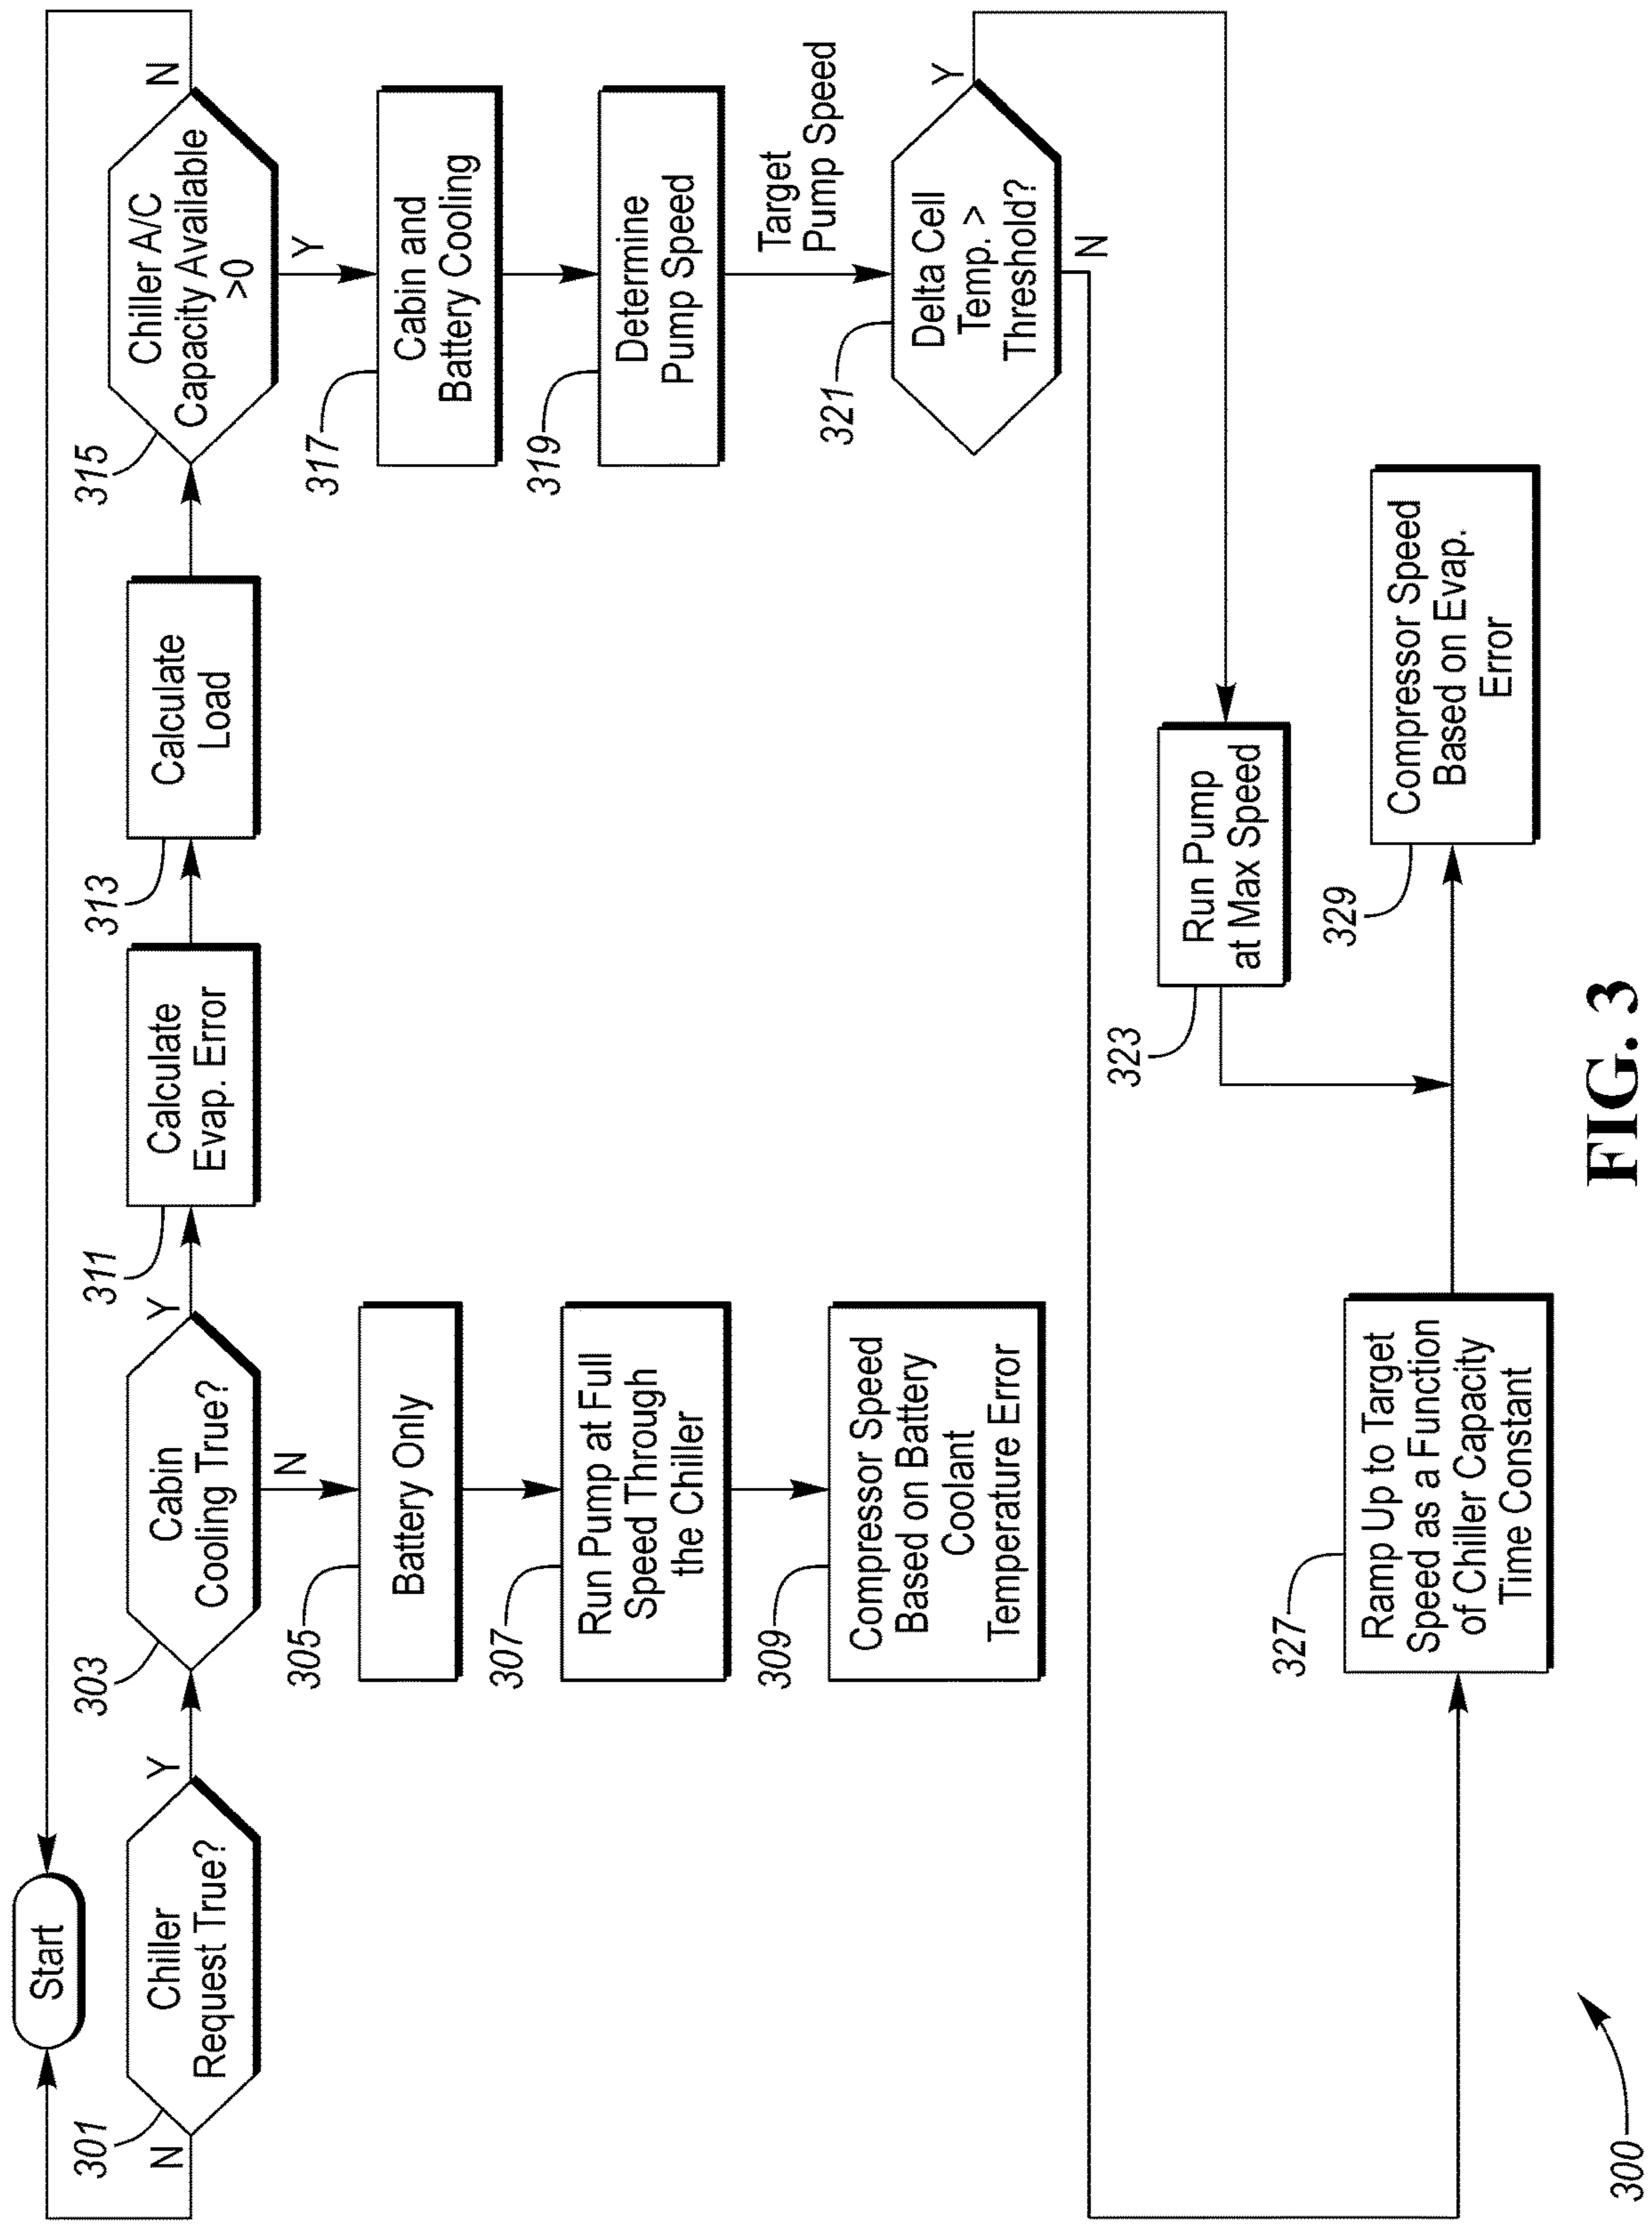 Start
301
N
Chiller
Request True?
Y
303
Cabin
Cooling True?
Y
N
305
Battery Only
307
Run Pump at Full
Speed Through
the Chiller
309
Compressor Speed
Based on Battery
Coolant
Temperature Error
311
Calculate
Evap. Error
313
Calculate
Load
315
Chiller A/C
Capacity Available
>0
N
Y
317
Cabin and
Battery Cooling
319
Determine
Pump Speed
Target
Pump Speed
321
Delta Cell
Temp. >
Threshold?
Y
N
323
Run Pump
at Max Speed
327
Ramp Up to Target
Speed as a Function
of Chiller Capacity
Time Constant
329
Compressor Speed
Based on Evap.
Error
300
FIG. 3